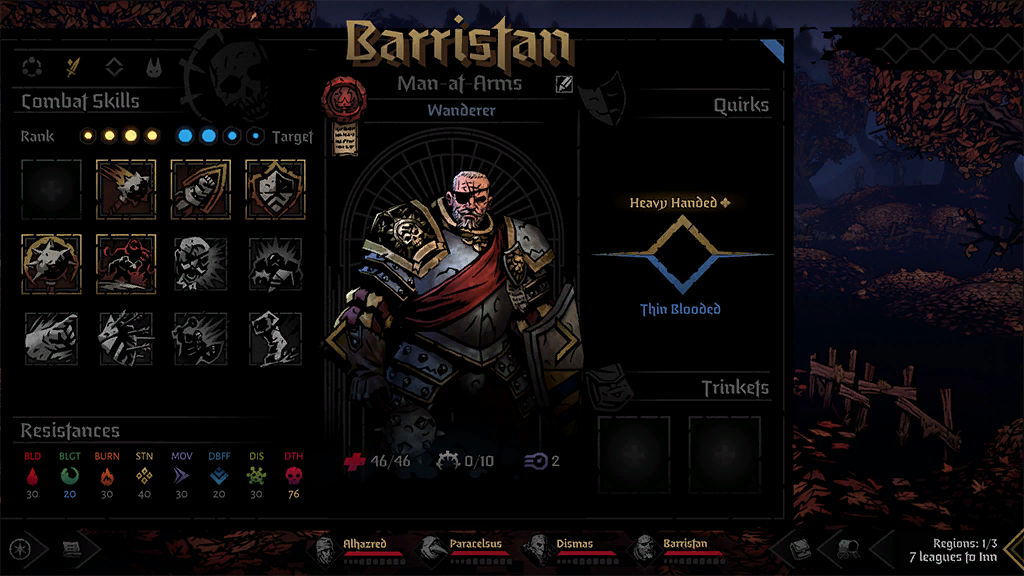 Barristan
Man-at-Arms
Wanderer
Combat Skills
Rank
Target
Quirks
Heavy Handed
Thin Blooded
Trinkets
Resistances
BLD BLGT BURN STN MOV DBFF DIS DTH
30 20 30 40 30 20 30 76
46/46 0/10 2
Alhazred Paracelsus Dismas Barristan
Regions: 1/3
7 leagues to Inn